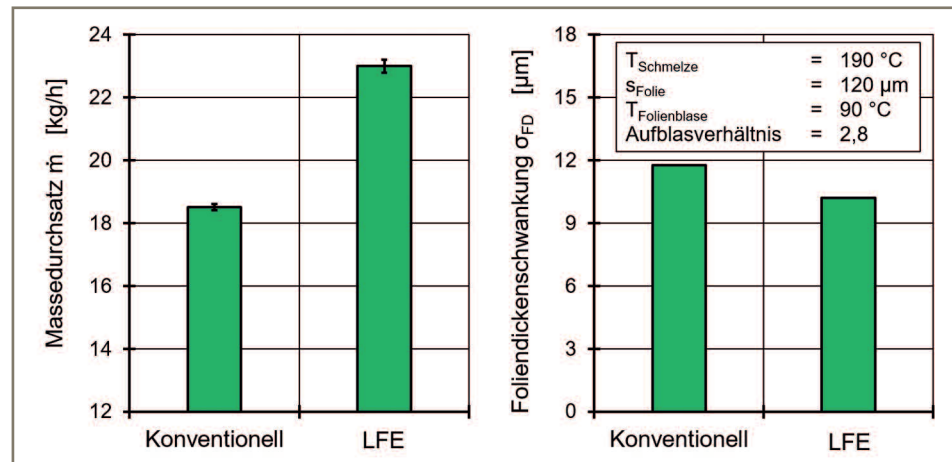 Massedurchsatz ṁ [kg/h]
24
22
20
18
16
14
12
Konventionell
LFE
Foliendickenschwankung σFD [µm]
18
15
12
9
6
3
0
TSchmelze = 190 °C
sFolie = 120 µm
TFolienblase = 90 °C
Aufblasverhältnis = 2,8
Konventionell
LFE